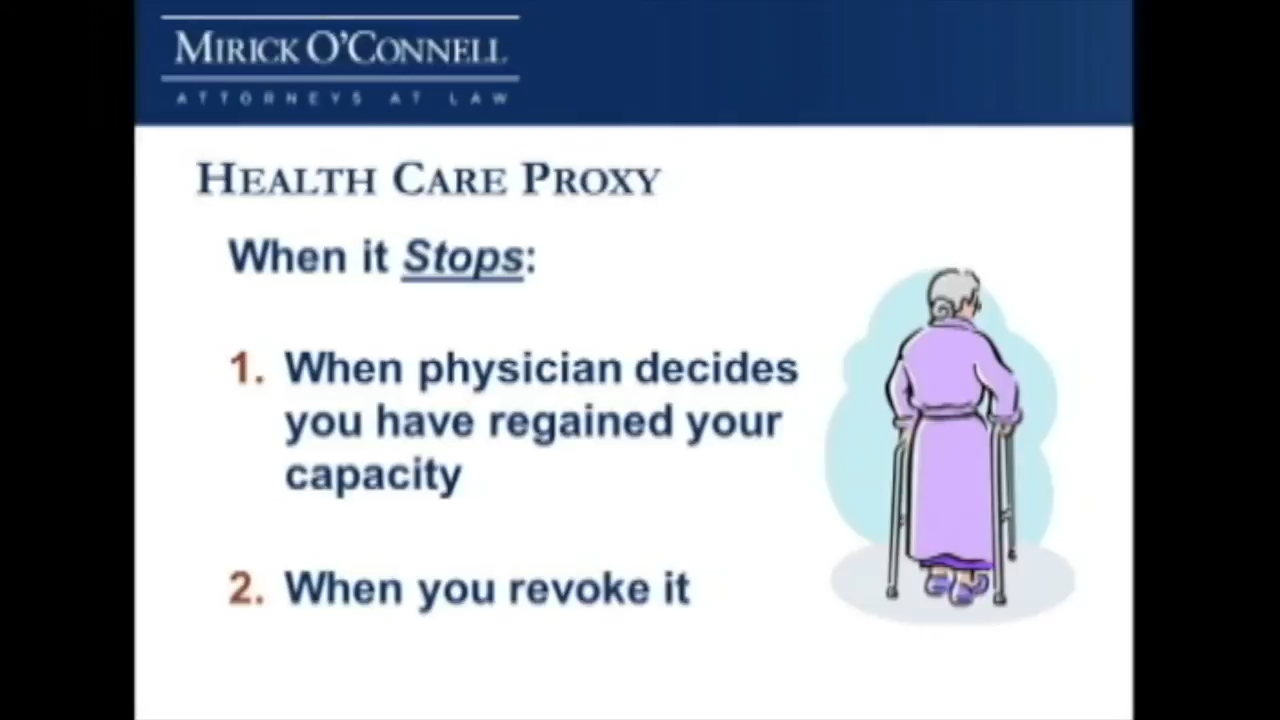 MIRICK O'CONNELL
ATTORNEYS AT LAW
HEALTH CARE PROXY
When it Stops:
1. When physician decides
you have regained your
capacity
2. When you revoke it